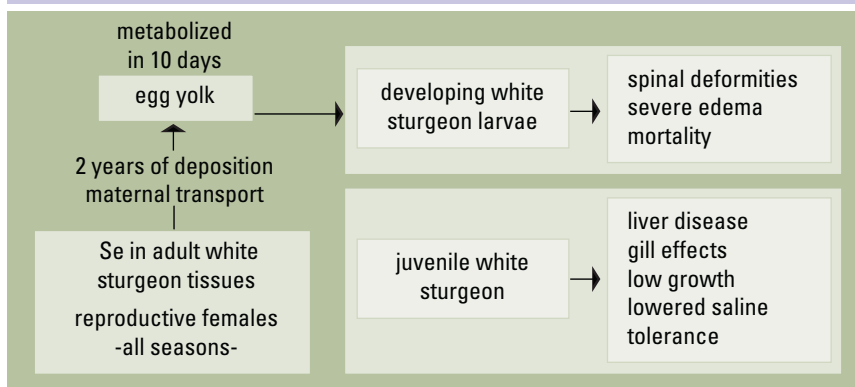 metabolized
in 10 days
egg yolk
2 years of deposition
maternal transport
Se in adult white
sturgeon tissues
reproductive females
-all seasons-
developing white
sturgeon larvae
spinal deformities
severe edema
mortality
juvenile white
sturgeon
liver disease
gill effects
low growth
lowered saline
tolerance